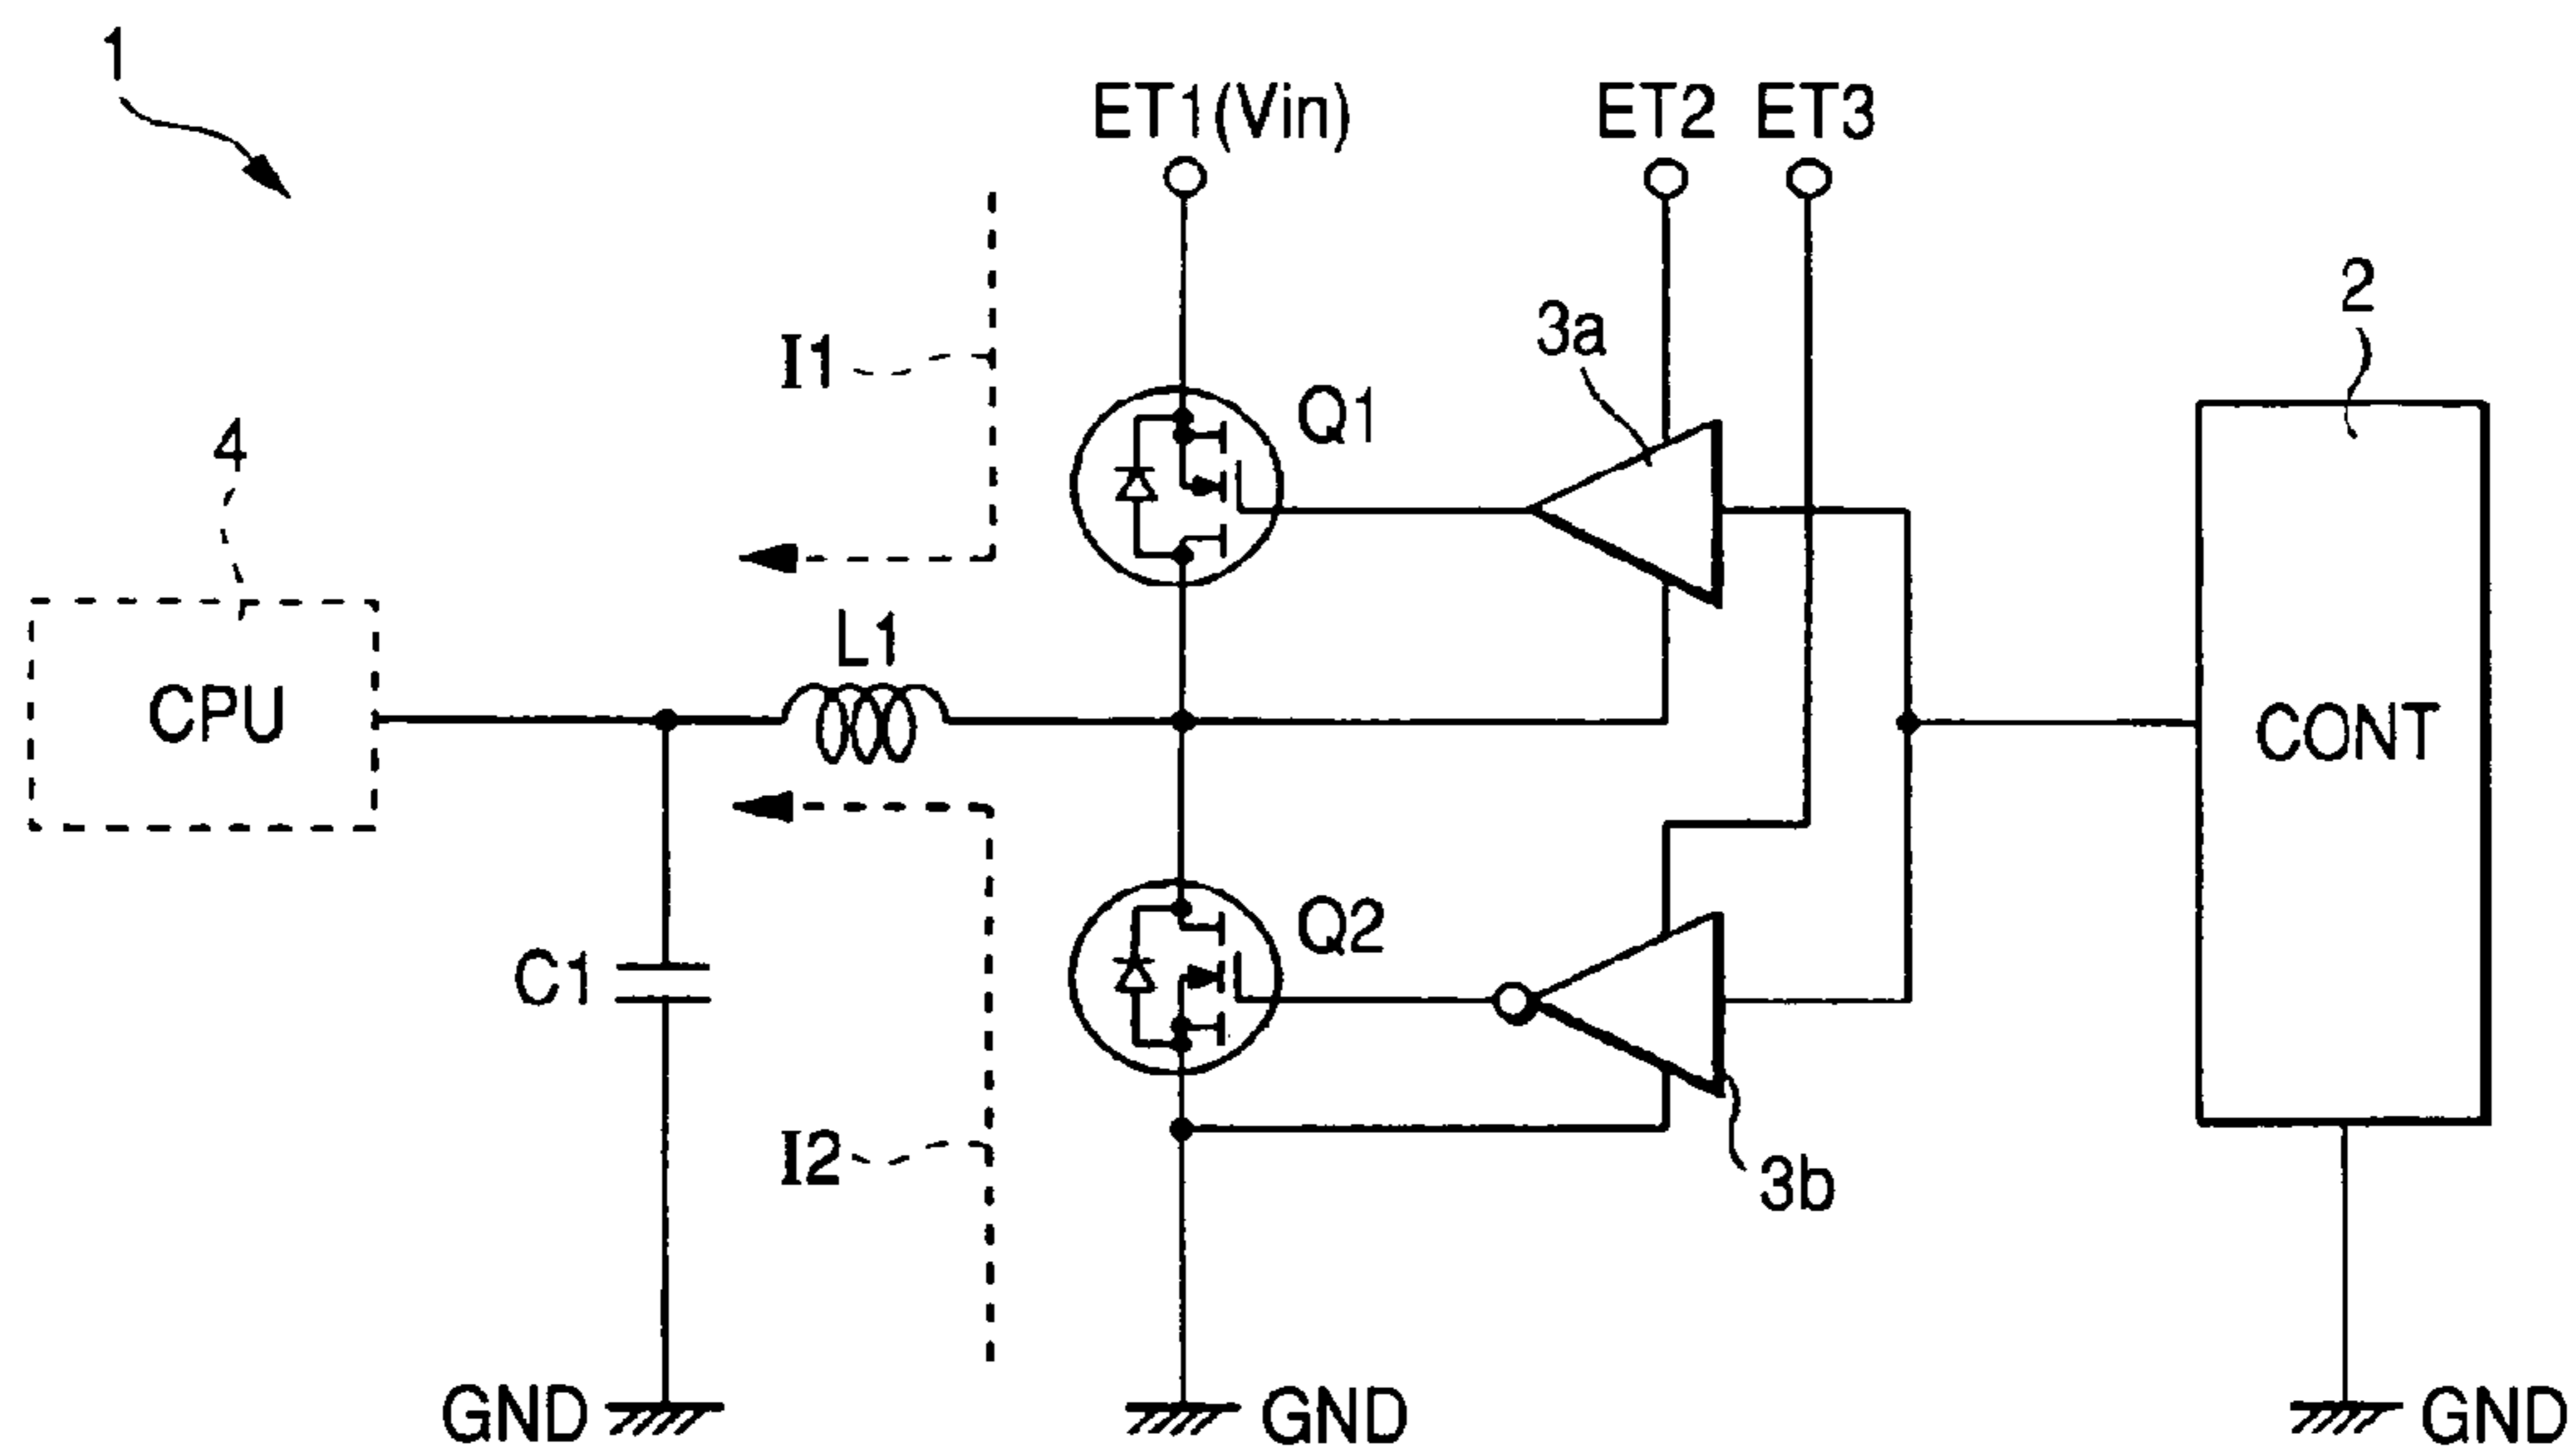 1
ET1(Vin)
ET2
ET3
2
3a
I1
Q1
4
L1
CPU
CONT
Q2
C1
I2
3b
GND
GND
GND